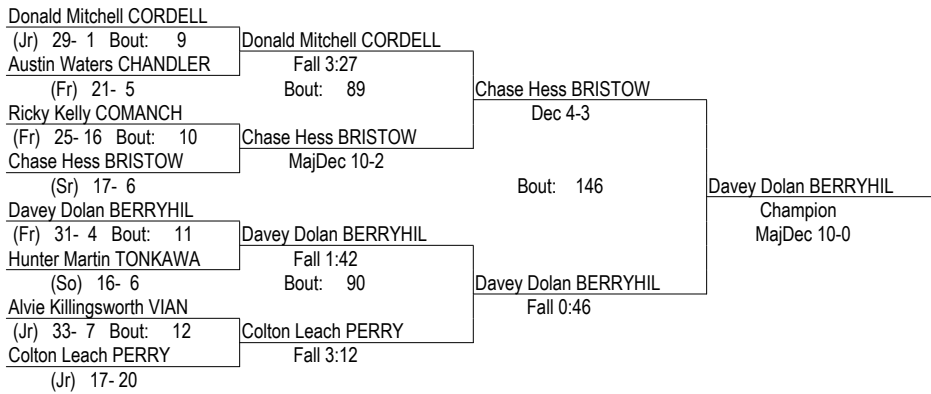 Donald Mitchell CORDELL
(Jr) 29- 1 Bout: 9
Austin Waters CHANDLER
(Fr) 21- 5
Ricky Kelly COMANCH
(Fr) 25- 16 Bout: 10
Chase Hess BRISTOW
(Sr) 17- 6
Davey Dolan BERRYHIL
(Fr) 31- 4 Bout: 11
Hunter Martin TONKAWA
(So) 16- 6
Alvie Killingsworth VIAN
(Jr) 33- 7 Bout: 12
Colton Leach PERRY
(Jr) 17- 20
Donald Mitchell CORDELL
Fall 3:27
Bout: 89
Chase Hess BRISTOW
MajDec 10-2
Davey Dolan BERRYHIL
Fall 1:42
Bout: 90
Colton Leach PERRY
Fall 3:12
Chase Hess BRISTOW
Dec 4-3
Bout: 146
Davey Dolan BERRYHIL
Fall 0:46
Davey Dolan BERRYHIL
Champion
MajDec 10-0